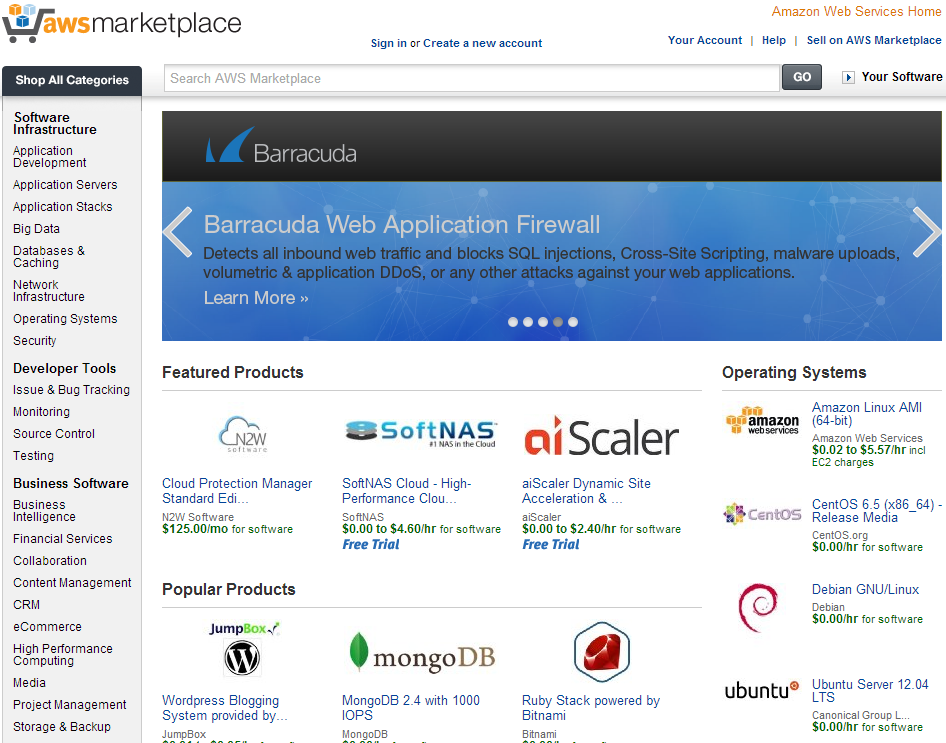 awsmarketplace
Amazon Web Services Home
Sign in or Create a new account
Your Account | Help | Sell on AWS Marketplace
Shop All Categories
Search AWS Marketplace
GO
Your Software
Software
Infrastructure
Application
Development
Application Servers
Application Stacks
Big Data
Databases &
Caching
Network
Infrastructure
Operating Systems
Security
Developer Tools
Issue & Bug Tracking
Monitoring
Source Control
Testing
Business Software
Business
Intelligence
Financial Services
Collaboration
Content Management
CRM
eCommerce
High Performance
Computing
Media
Project Management
Storage & Backup
Barracuda
Barracuda Web Application Firewall
Detects all inbound web traffic and blocks SQL injections, Cross-Site Scripting, malware uploads,
volumetric & application DDoS, or any other attacks against your web applications.
Learn More »
Featured Products
N2W
software
Cloud Protection Manager
Standard Edi...
N2W Software
$125.00/mo for software
SoftNAS
#1 NAS in the Cloud
SoftNAS Cloud - High-
Performance Clou...
SoftNAS
$0.00 to $4.60/hr for software
Free Trial
aiScaler
aiScaler Dynamic Site
Acceleration & ...
aiScaler
$0.00 to $2.40/hr for software
Free Trial
Popular Products
JumpBox
Wordpress Blogging
System provided by...
JumpBox
mongoDB
MongoDB 2.4 with 1000
IOPS
MongoDB
Ruby Stack powered by
Bitnami
Bitnami
Operating Systems
amazon
web services
Amazon Linux AMI
(64-bit)
Amazon Web Services
$0.02 to $5.57/hr incl
EC2 charges
CentOS
CentOS 6.5 (x86_64) -
Release Media
CentOS.org
$0.00/hr for software
Debian GNU/Linux
Debian
$0.00/hr for software
ubuntu
Ubuntu Server 12.04
LTS
Canonical Group L...
$0.00/hr for software